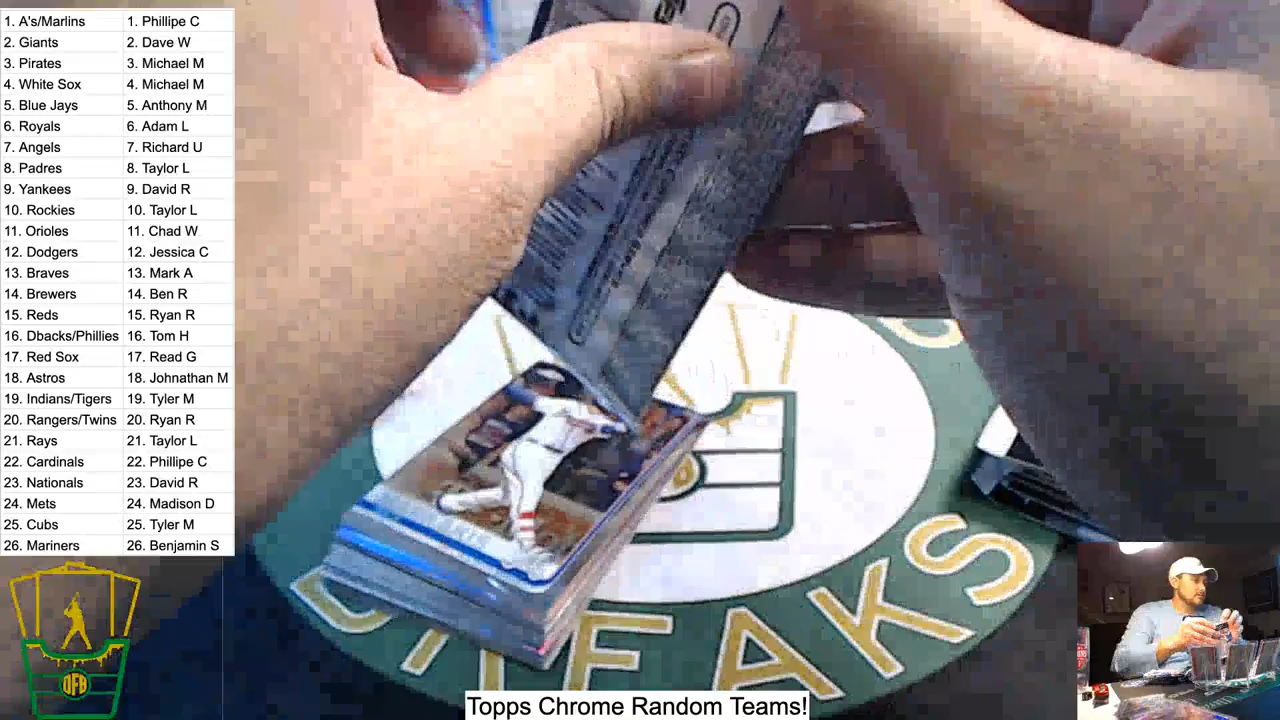 1. A's/Marlins 1. Phillipe C
2. Giants 2. Dave W
3. Pirates 3. Michael M
4. White Sox 4. Michael M
5. Blue Jays 5. Anthony M
6. Royals 6. Adam L
7. Angels 7. Richard U
8. Padres 8. Taylor L
9. Yankees 9. David R
10. Rockies 10. Taylor L
11. Orioles 11. Chad W
12. Dodgers 12. Jessica C
13. Braves 13. Mark A
14. Brewers 14. Ben R
15. Reds 15. Ryan R
16. Dbacks/Phillies 16. Tom H
17. Red Sox 17. Read G
18. Astros 18. Johnathan M
19. Indians/Tigers 19. Tyler M
20. Rangers/Twins 20. Ryan R
21. Rays 21. Taylor L
22. Cardinals 22. Phillipe C
23. Nationals 23. David R
24. Mets 24. Madison D
25. Cubs 25. Tyler M
26. Mariners 26. Benjamin S
BREAKS
DFB
Topps Chrome Random Teams!